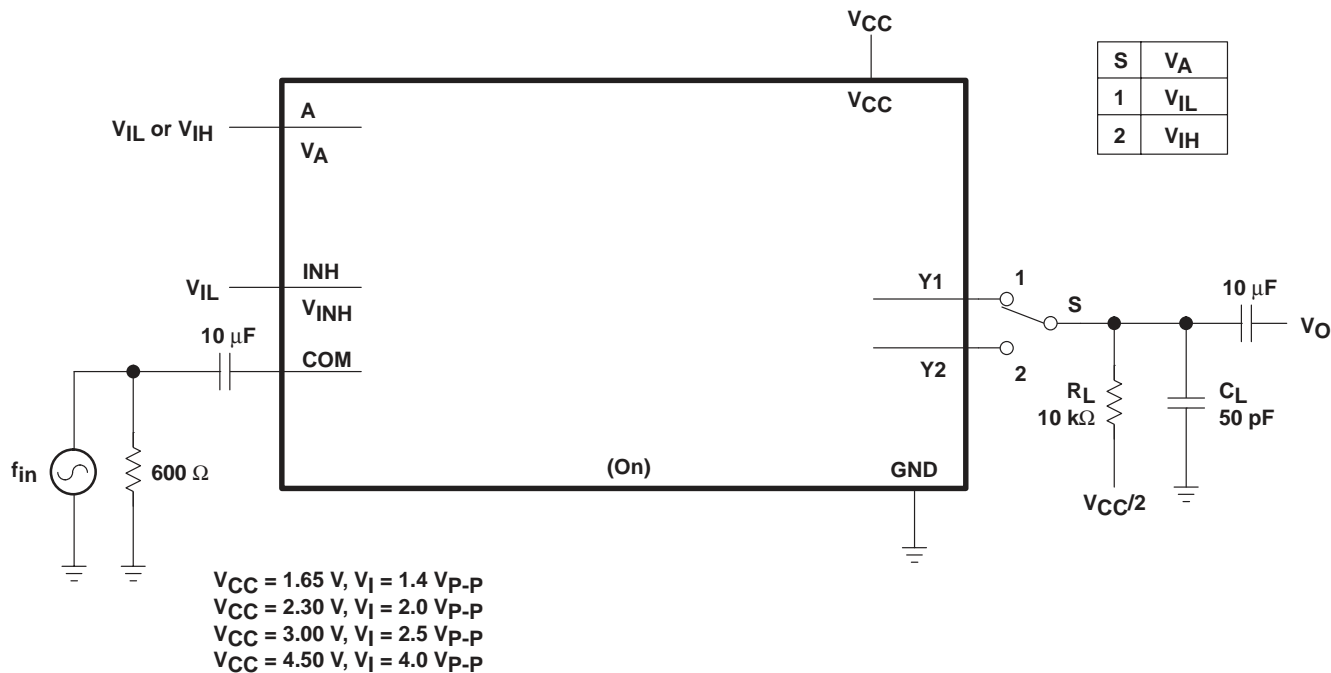 VCC
S VA
1 VIL
2 VIH
VCC
A
VIL or VIH
VA
INH
VIL
VINH
10 μF
COM
Y1
1
S
10 μF
VO
Y2
2
RL
10 kΩ
CL
50 pF
fin
600 Ω
(On)
GND
VCC/2
VCC = 1.65 V, VI = 1.4 VP-P
VCC = 2.30 V, VI = 2.0 VP-P
VCC = 3.00 V, VI = 2.5 VP-P
VCC = 4.50 V, VI = 4.0 VP-P